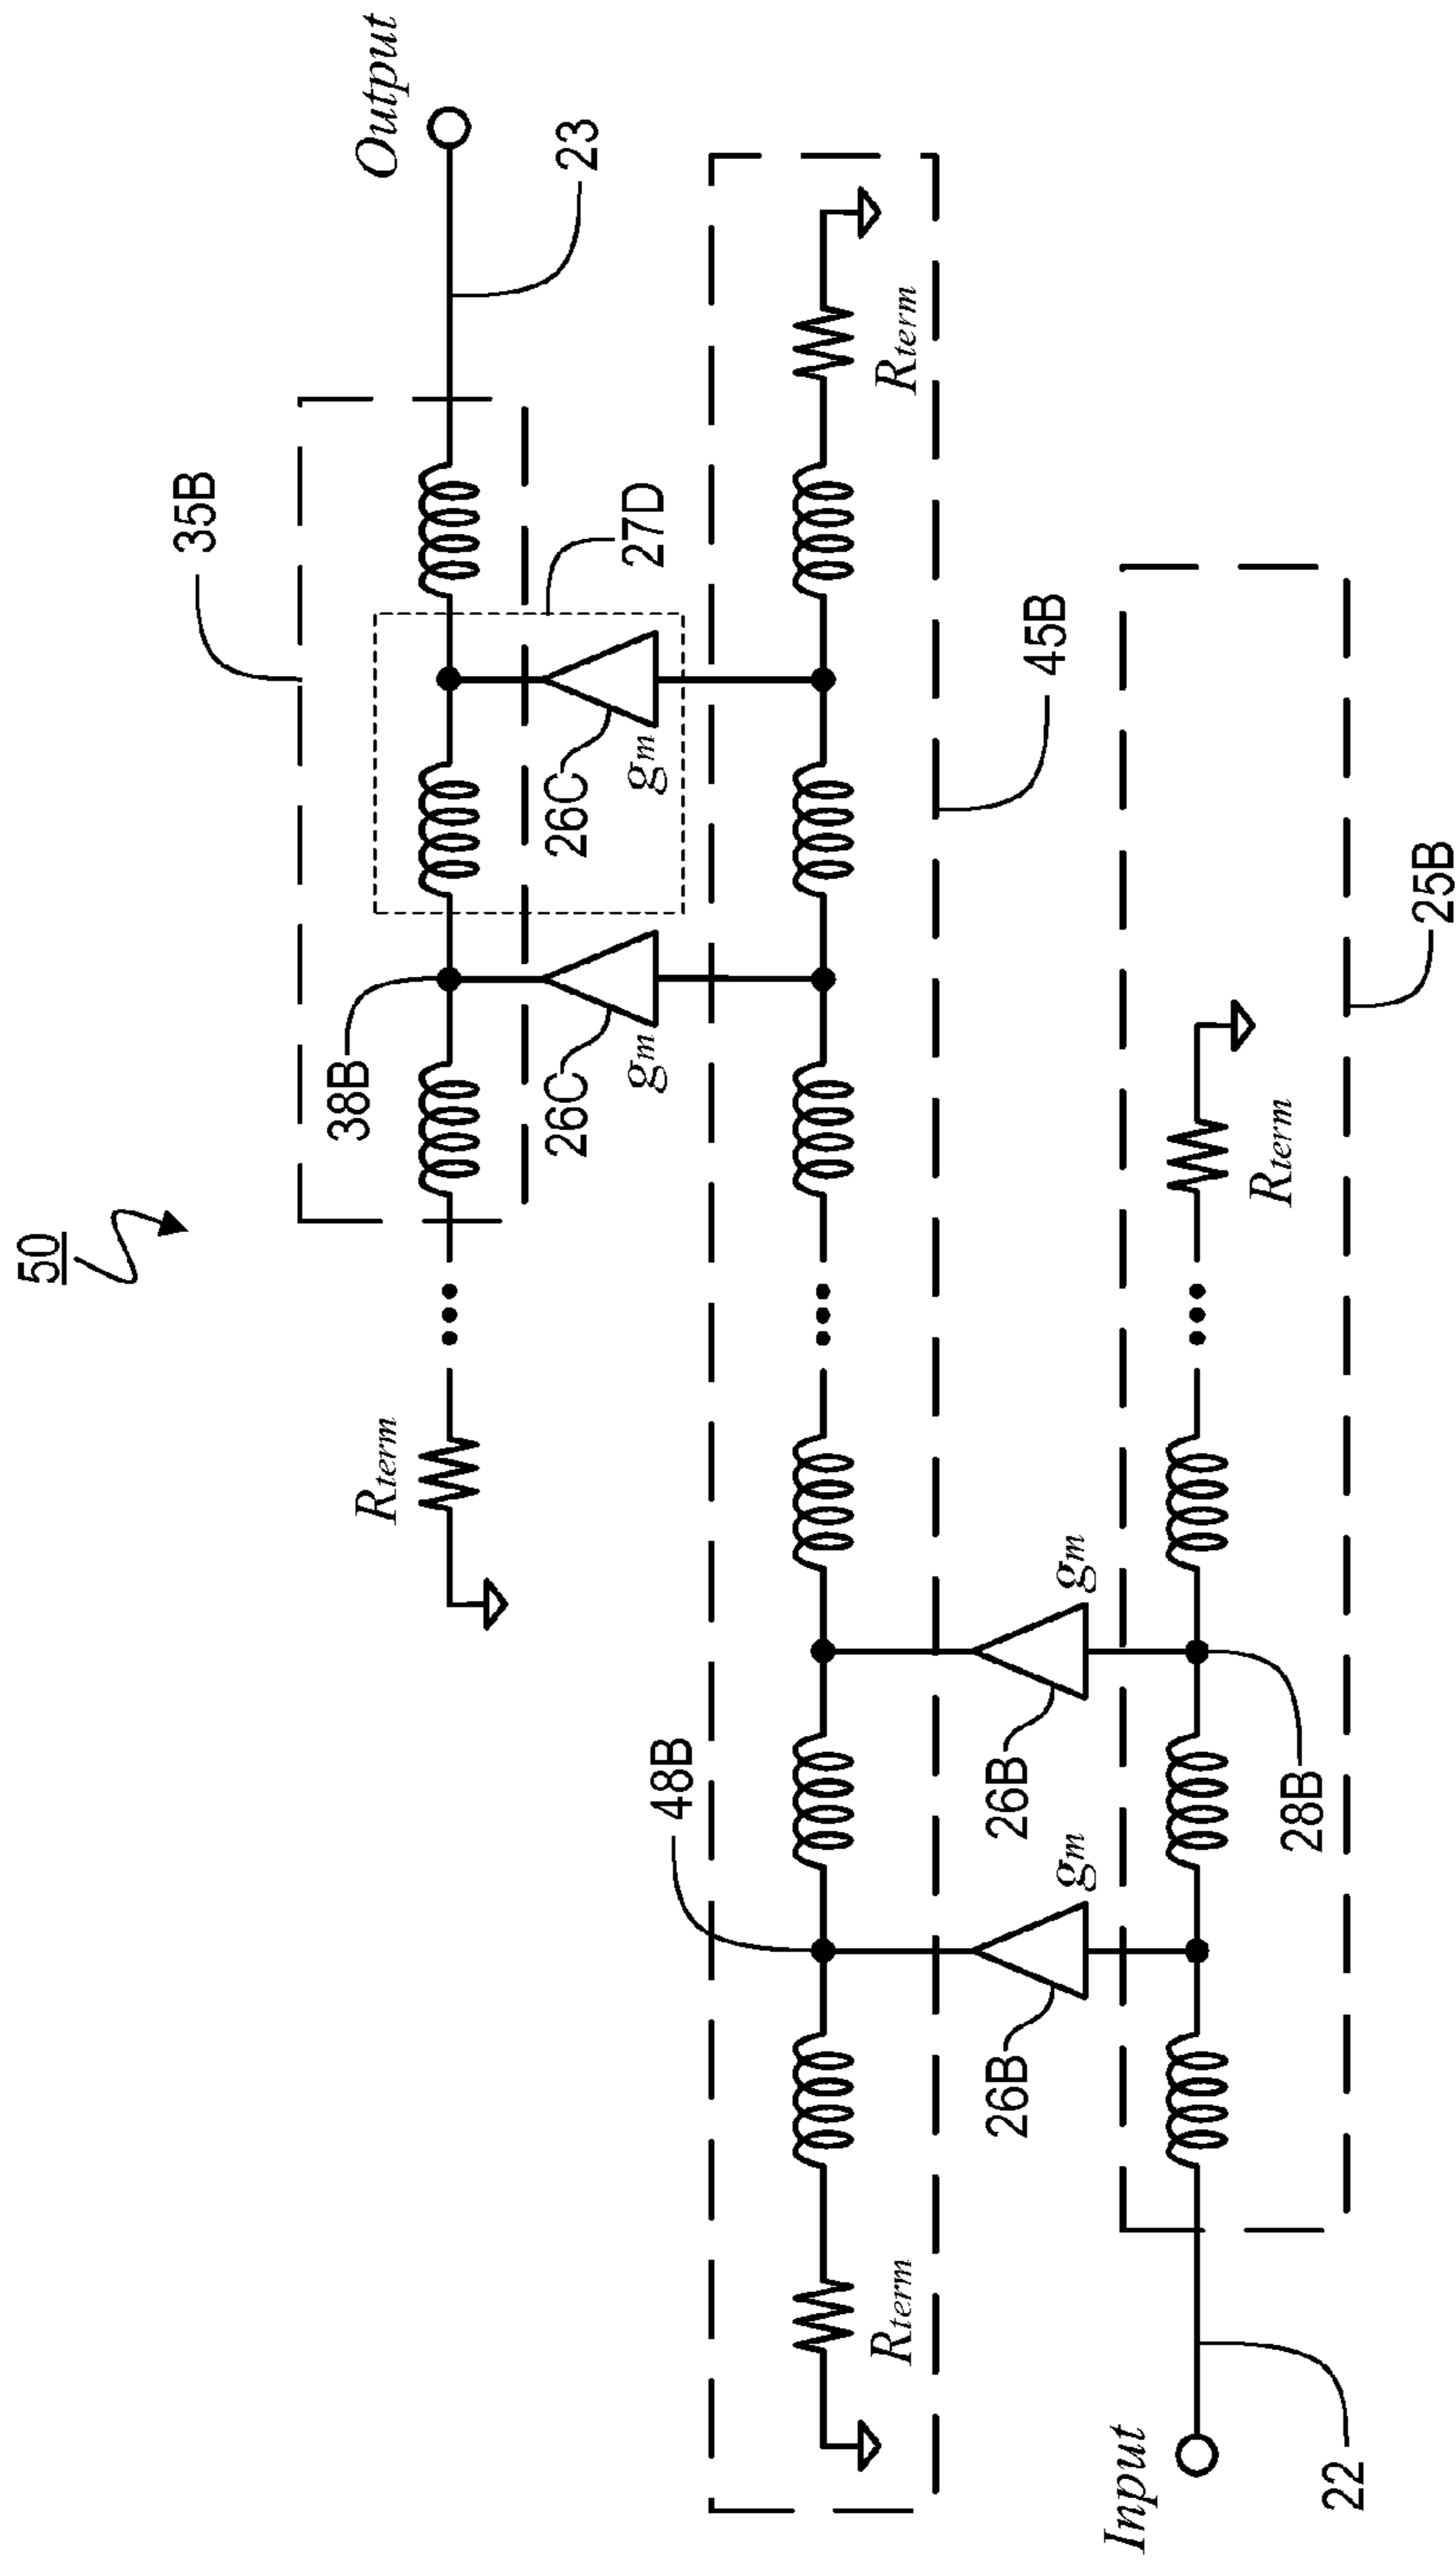 50
Output
23
35B
27D
38B
26C
gm
26C
gm
Rterm
Rterm
45B
48B
gm
26B
gm
26B
Rterm
Rterm
25B
28B
Input
22